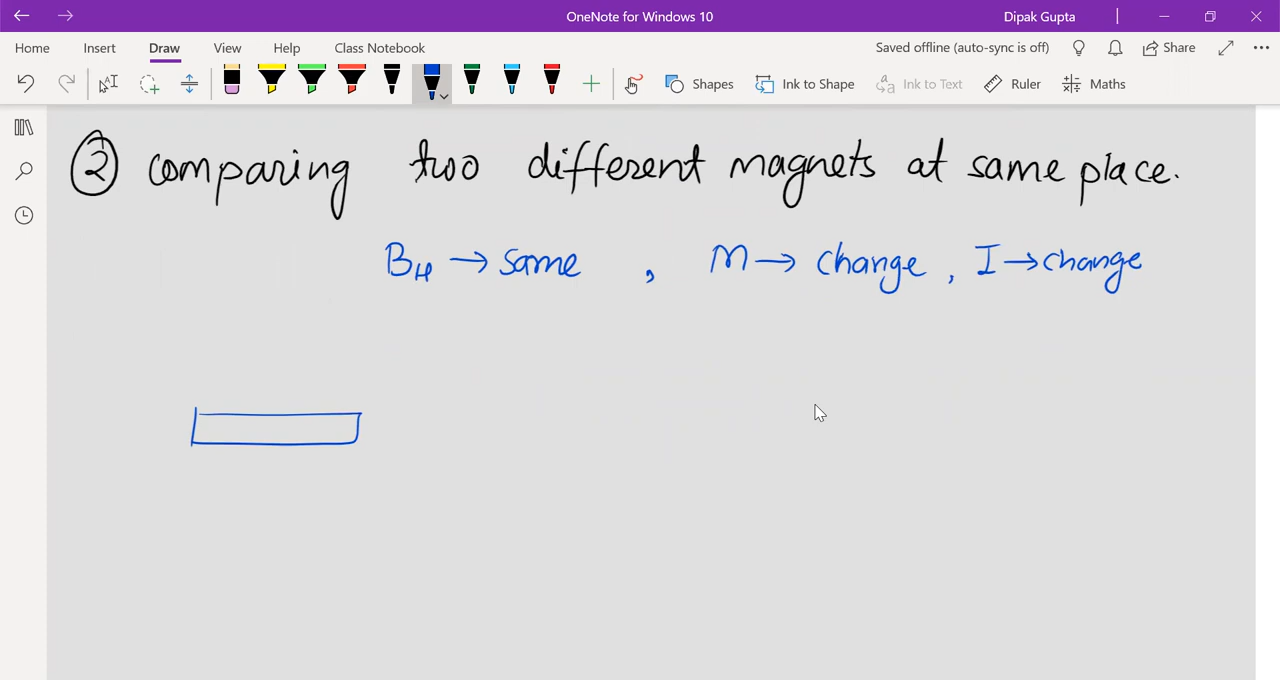 OneNote for Windows 10
Dipak Gupta
Home Insert Draw View Help Class Notebook
Saved offline (auto-sync is off) Share
Shapes Ink to Shape Ink to Text Ruler Maths
② comparing two different magnets at same place.
B_H → same , M → change , I → change